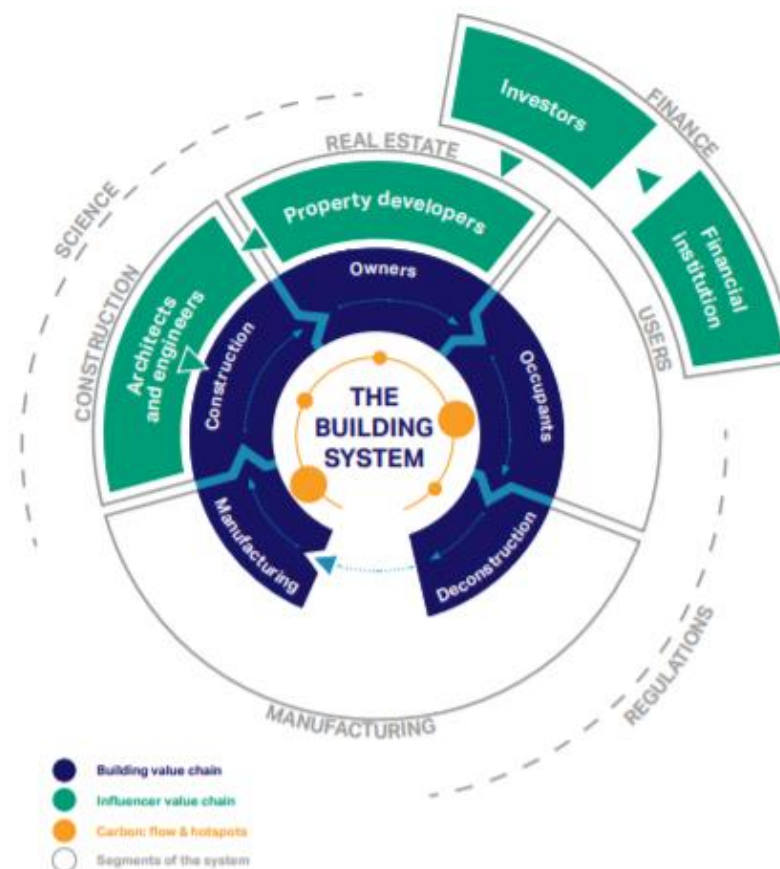 Investors
FINANCE
Financial
institution
REAL ESTATE
Property developers
SCIENCE
CONSTRUCTION
Architects
and engineers
USERS
Owners
Construction
Occupants
THE
BUILDING
SYSTEM
Manufacturing
Deconstruction
MANUFACTURING
REGULATIONS
Building value chain
Influencer value chain
Carbon: flow & hotspots
Segments of the system